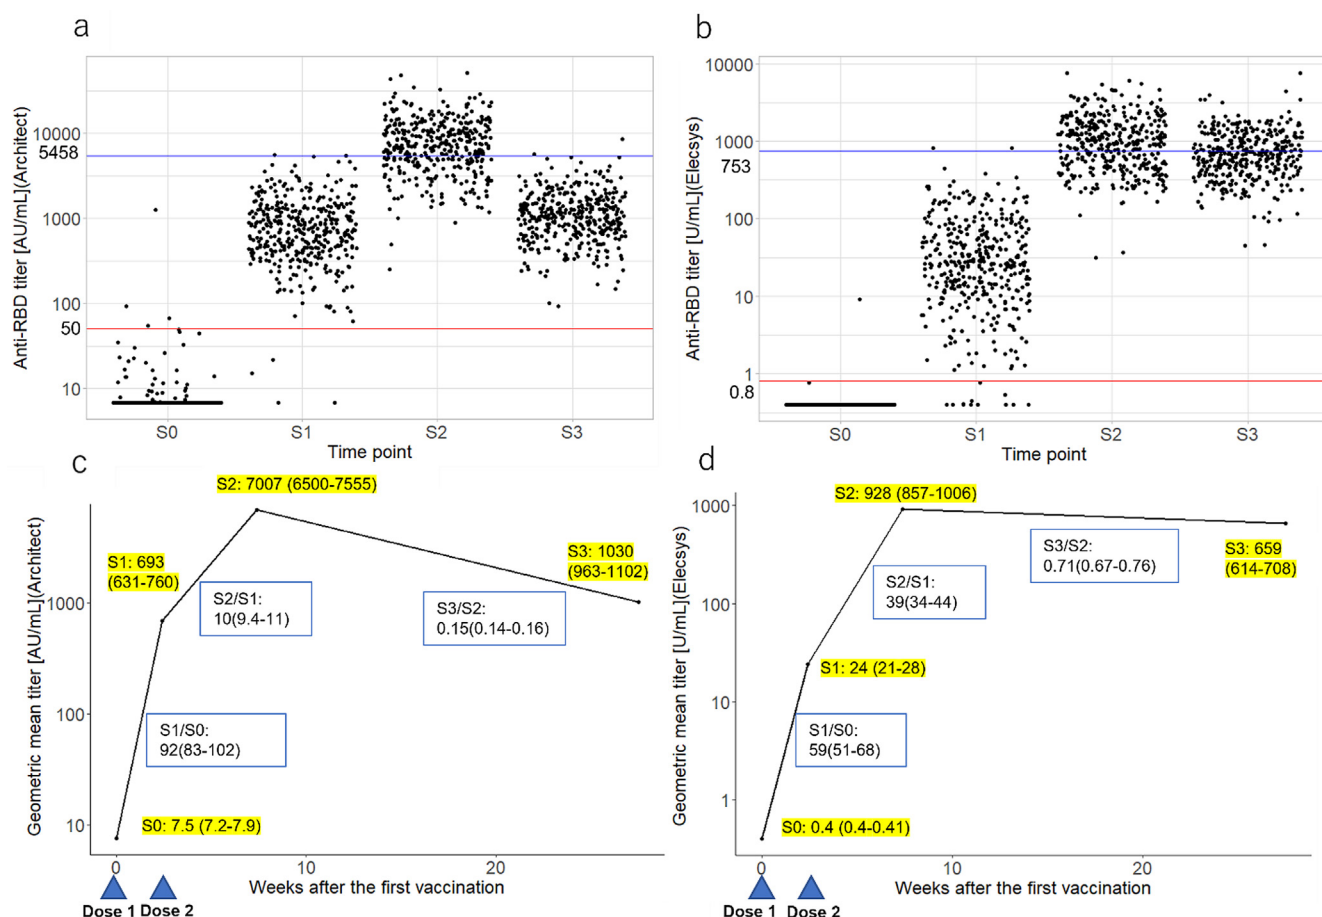 a
Anti-RBD titer [AU/mL](Architect)
10000
5458
1000
100
50
10
S0 S1 S2 S3
Time point
b
Anti-RBD titer [U/mL](Elecsys)
10000
1000
753
100
10
1
0.8
S0 S1 S2 S3
Time point
c
Geometric mean titer [AU/mL](Architect)
S2: 7007 (6500-7555)
S1: 693
(631-760)
S3: 1030
(963-1102)
S2/S1:
10(9.4-11)
S3/S2:
0.15(0.14-0.16)
S1/S0:
92(83-102)
S0: 7.5 (7.2-7.9)
1000
100
10
0 10 20
Weeks after the first vaccination
Dose 1 Dose 2
d
Geometric mean titer [U/mL](Elecsys)
S2: 928 (857-1006)
S3/S2:
0.71(0.67-0.76)
S3: 659
(614-708)
S2/S1:
39(34-44)
S1: 24 (21-28)
S1/S0:
59(51-68)
S0: 0.4 (0.4-0.41)
1000
100
10
1
0 10 20
Weeks after the first vaccination
Dose 1 Dose 2